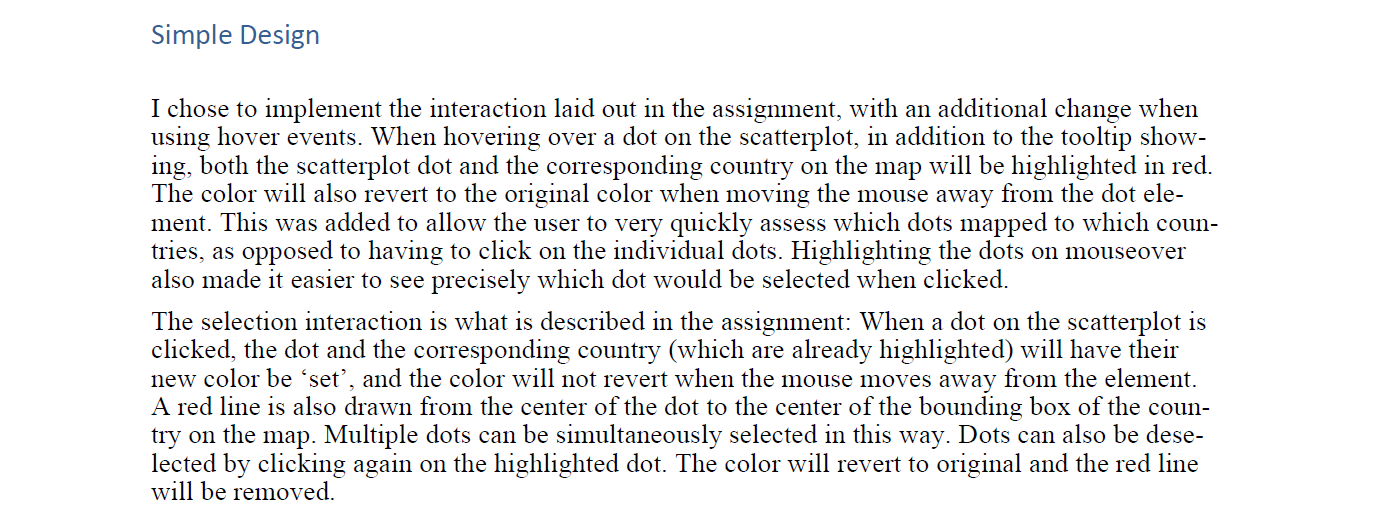 Simple Design
I chose to implement the interaction laid out in the assignment, with an additional change when
using hover events. When hovering over a dot on the scatterplot, in addition to the tooltip show-
ing, both the scatterplot dot and the corresponding country on the map will be highlighted in red.
The color will also revert to the original color when moving the mouse away from the dot ele-
ment. This was added to allow the user to very quickly assess which dots mapped to which coun-
tries, as opposed to having to click on the individual dots. Highlighting the dots on mouseover
also made it easier to see precisely which dot would be selected when clicked.
The selection interaction is what is described in the assignment: When a dot on the scatterplot is
clicked, the dot and the corresponding country (which are already highlighted) will have their
new color be ‘set’, and the color will not revert when the mouse moves away from the element.
A red line is also drawn from the center of the dot to the center of the bounding box of the coun-
try on the map. Multiple dots can be simultaneously selected in this way. Dots can also be dese-
lected by clicking again on the highlighted dot. The color will revert to original and the red line
will be removed.